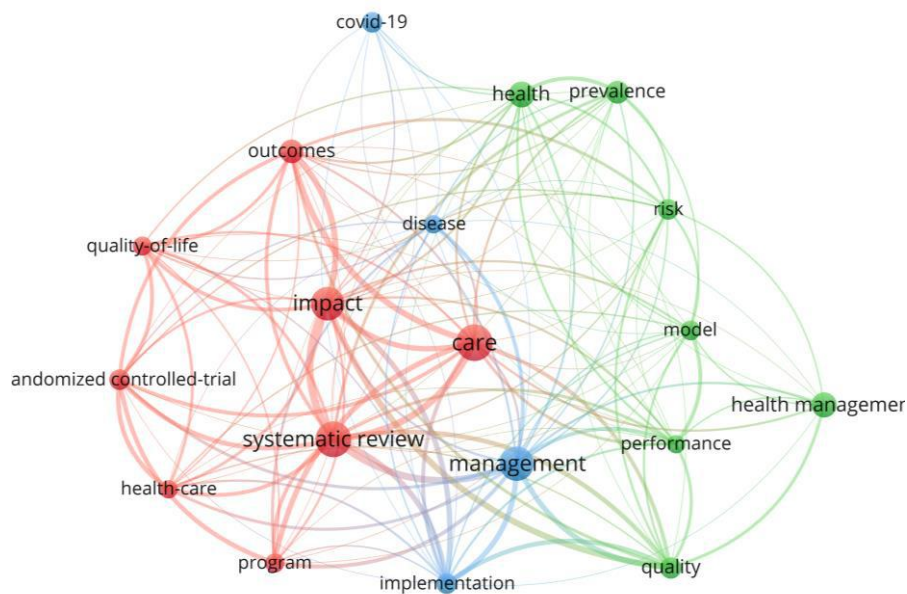 covid-19
health
prevalence
outcomes
risk
disease
quality-of-life
impact
model
care
andomized controlled-trial
health managemer
systematic review
performance
management
health-care
program
quality
implementation